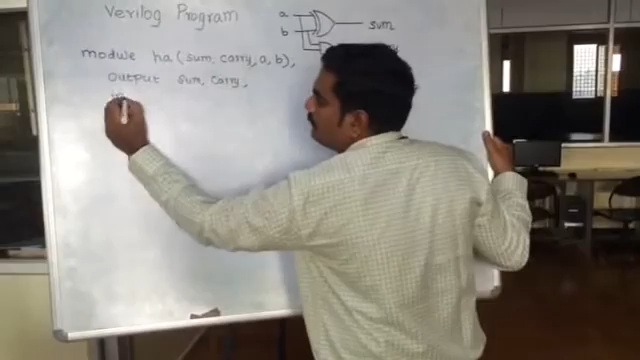 Verilog Program
a
b
sum
module ha(sum, carry, a, b),
output sum, carry,